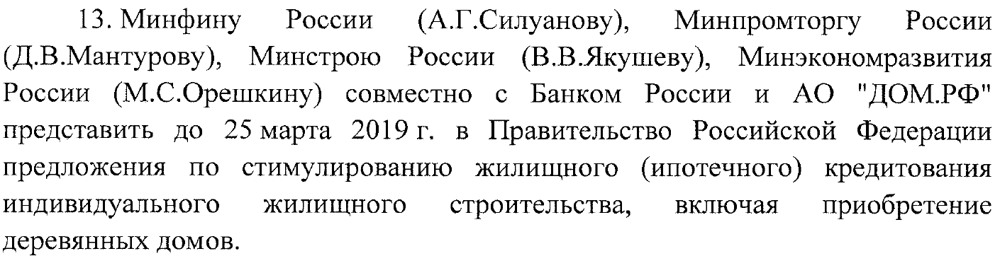 13. Минфину России (А.Г.Силуанову), Минпромторгу России
(Д.В.Мантурову), Минстрою России (В.В.Якушеву), Минэкономразвития
России (М.С.Орешкину) совместно с Банком России и АО "ДОМ.РФ"
представить до 25 марта 2019 г. в Правительство Российской Федерации
предложения по стимулированию жилищного (ипотечного) кредитования
индивидуального жилищного строительства, включая приобретение
деревянных домов.